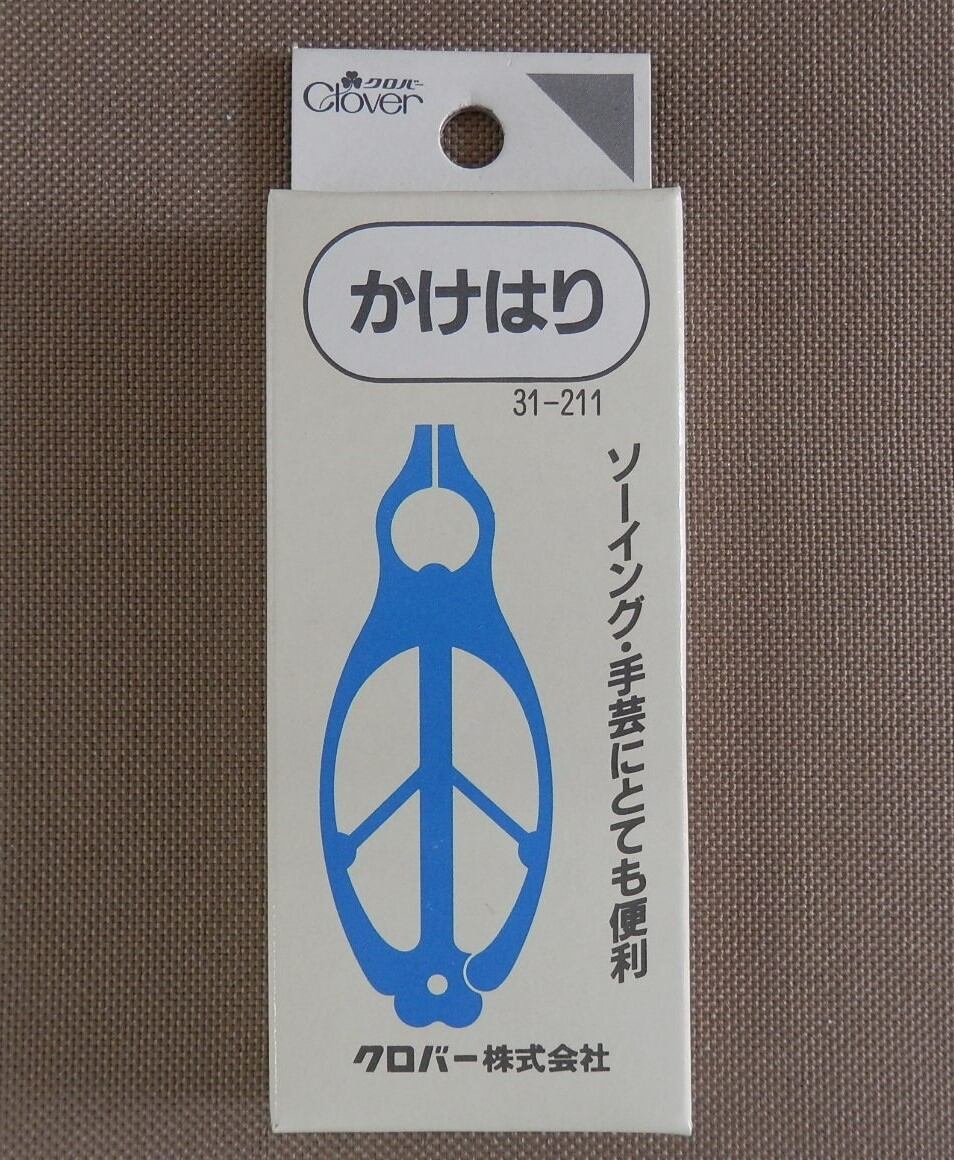 クロバー
Clover
かけはり
31-211
ソーイング・手芸にとても便利
クロバー株式会社